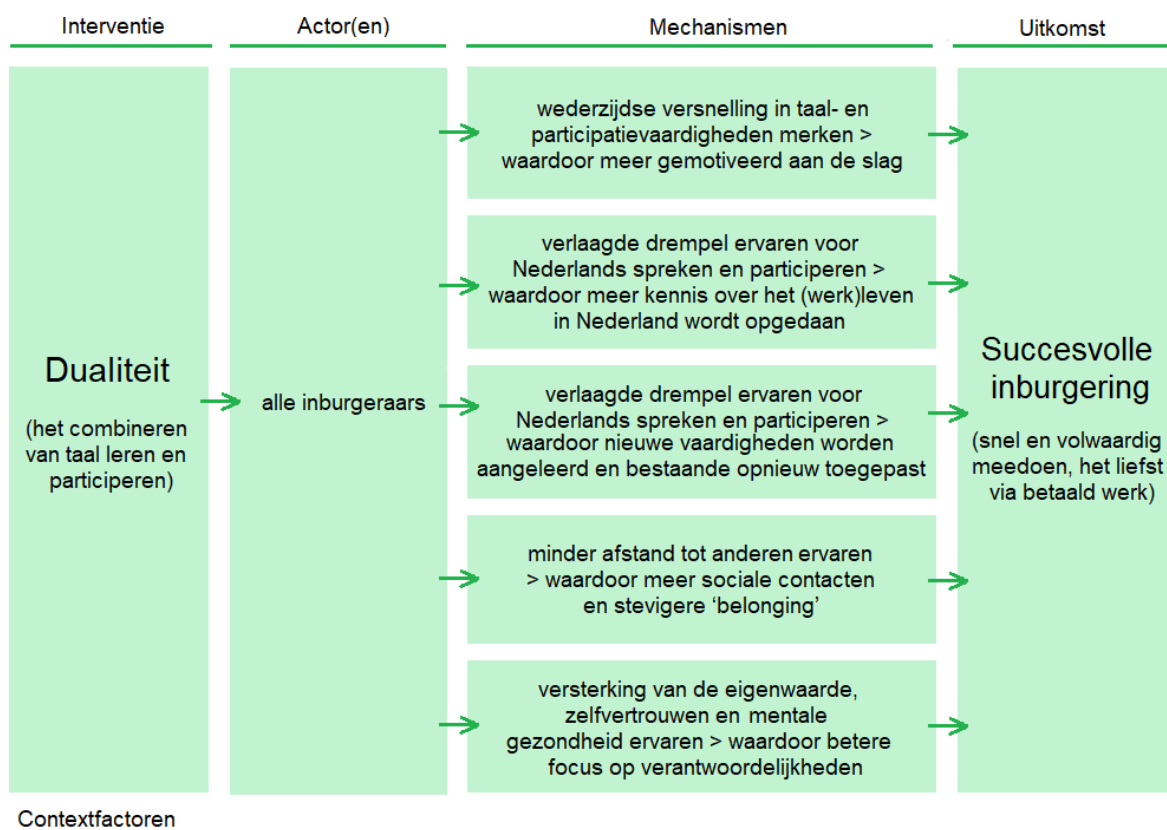 Interventie
Actor(en)
Mechanismen
Uitkomst
Dualiteit
(het combineren
van taal leren en
participeren)
alle inburgeraars
wederzijdse versnelling in taal- en
participatievaardigheden merken >
waardoor meer gemotiveerd aan de slag
verlaagde drempel ervaren voor
Nederlands spreken en participeren >
waardoor meer kennis over het (werk)leven
in Nederland wordt opgedaan
verlaagde drempel ervaren voor
Nederlands spreken en participeren >
waardoor nieuwe vaardigheden worden
aangeleerd en bestaande opnieuw toegepast
minder afstand tot anderen ervaren
> waardoor meer sociale contacten
en stevigere ‘belonging’
versterking van de eigenwaarde,
zelfvertrouwen en mentale
gezondheid ervaren > waardoor betere
focus op verantwoordelijkheden
Succesvolle
inburgering
(snel en volwaardig
meedoen, het liefst
via betaald werk)
Contextfactoren